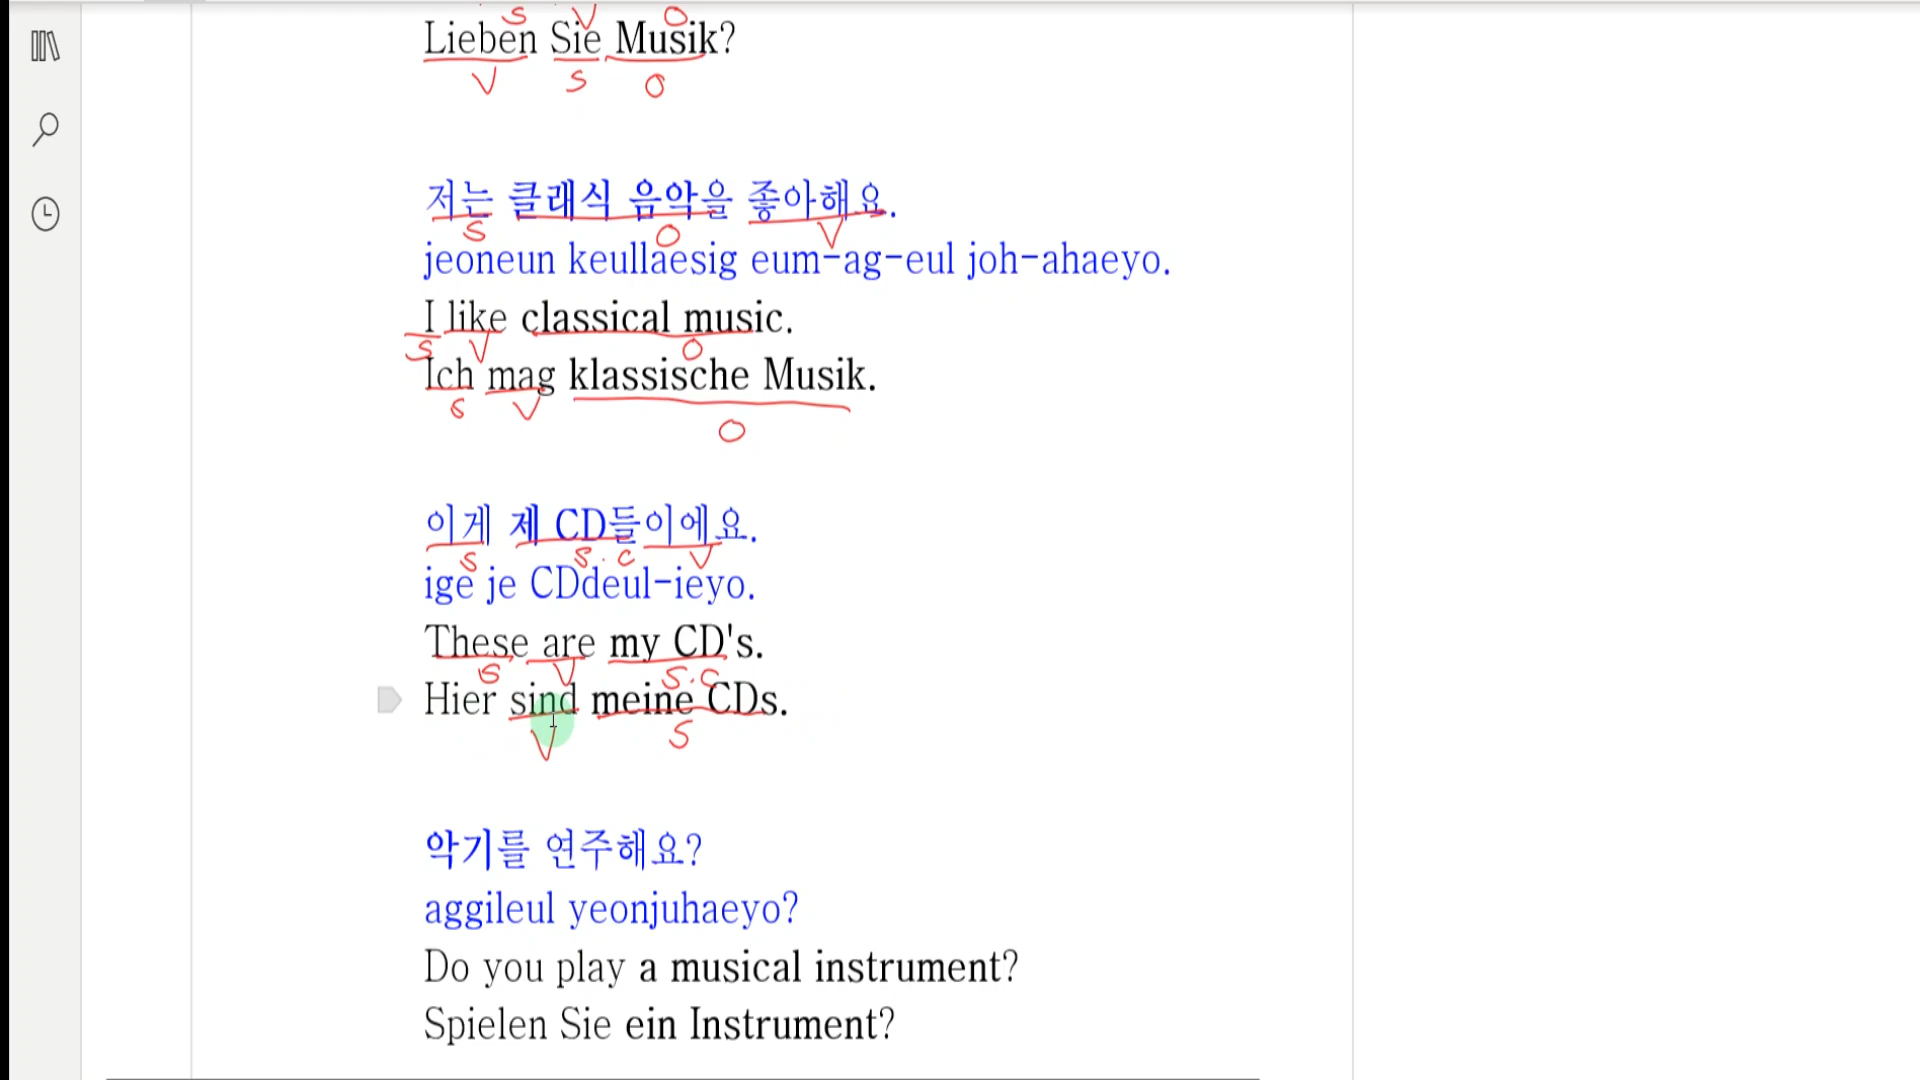 S V O
Lieben Sie Musik?
V S O
저는 클래식 음악을 좋아해요.
S O V
jeoneun keullaesig eum-ag-eul joh-ahaeyo.
I like classical music.
S V O
Ich mag klassische Musik.
S V O
이게 제 CD들이에요.
S S.C V
ige je CDdeul-ieyo.
These are my CD's.
S V S.C
Hier sind meine CDs.
V S
악기를 연주해요?
aggileul yeonjuhaeyo?
Do you play a musical instrument?
Spielen Sie ein Instrument?